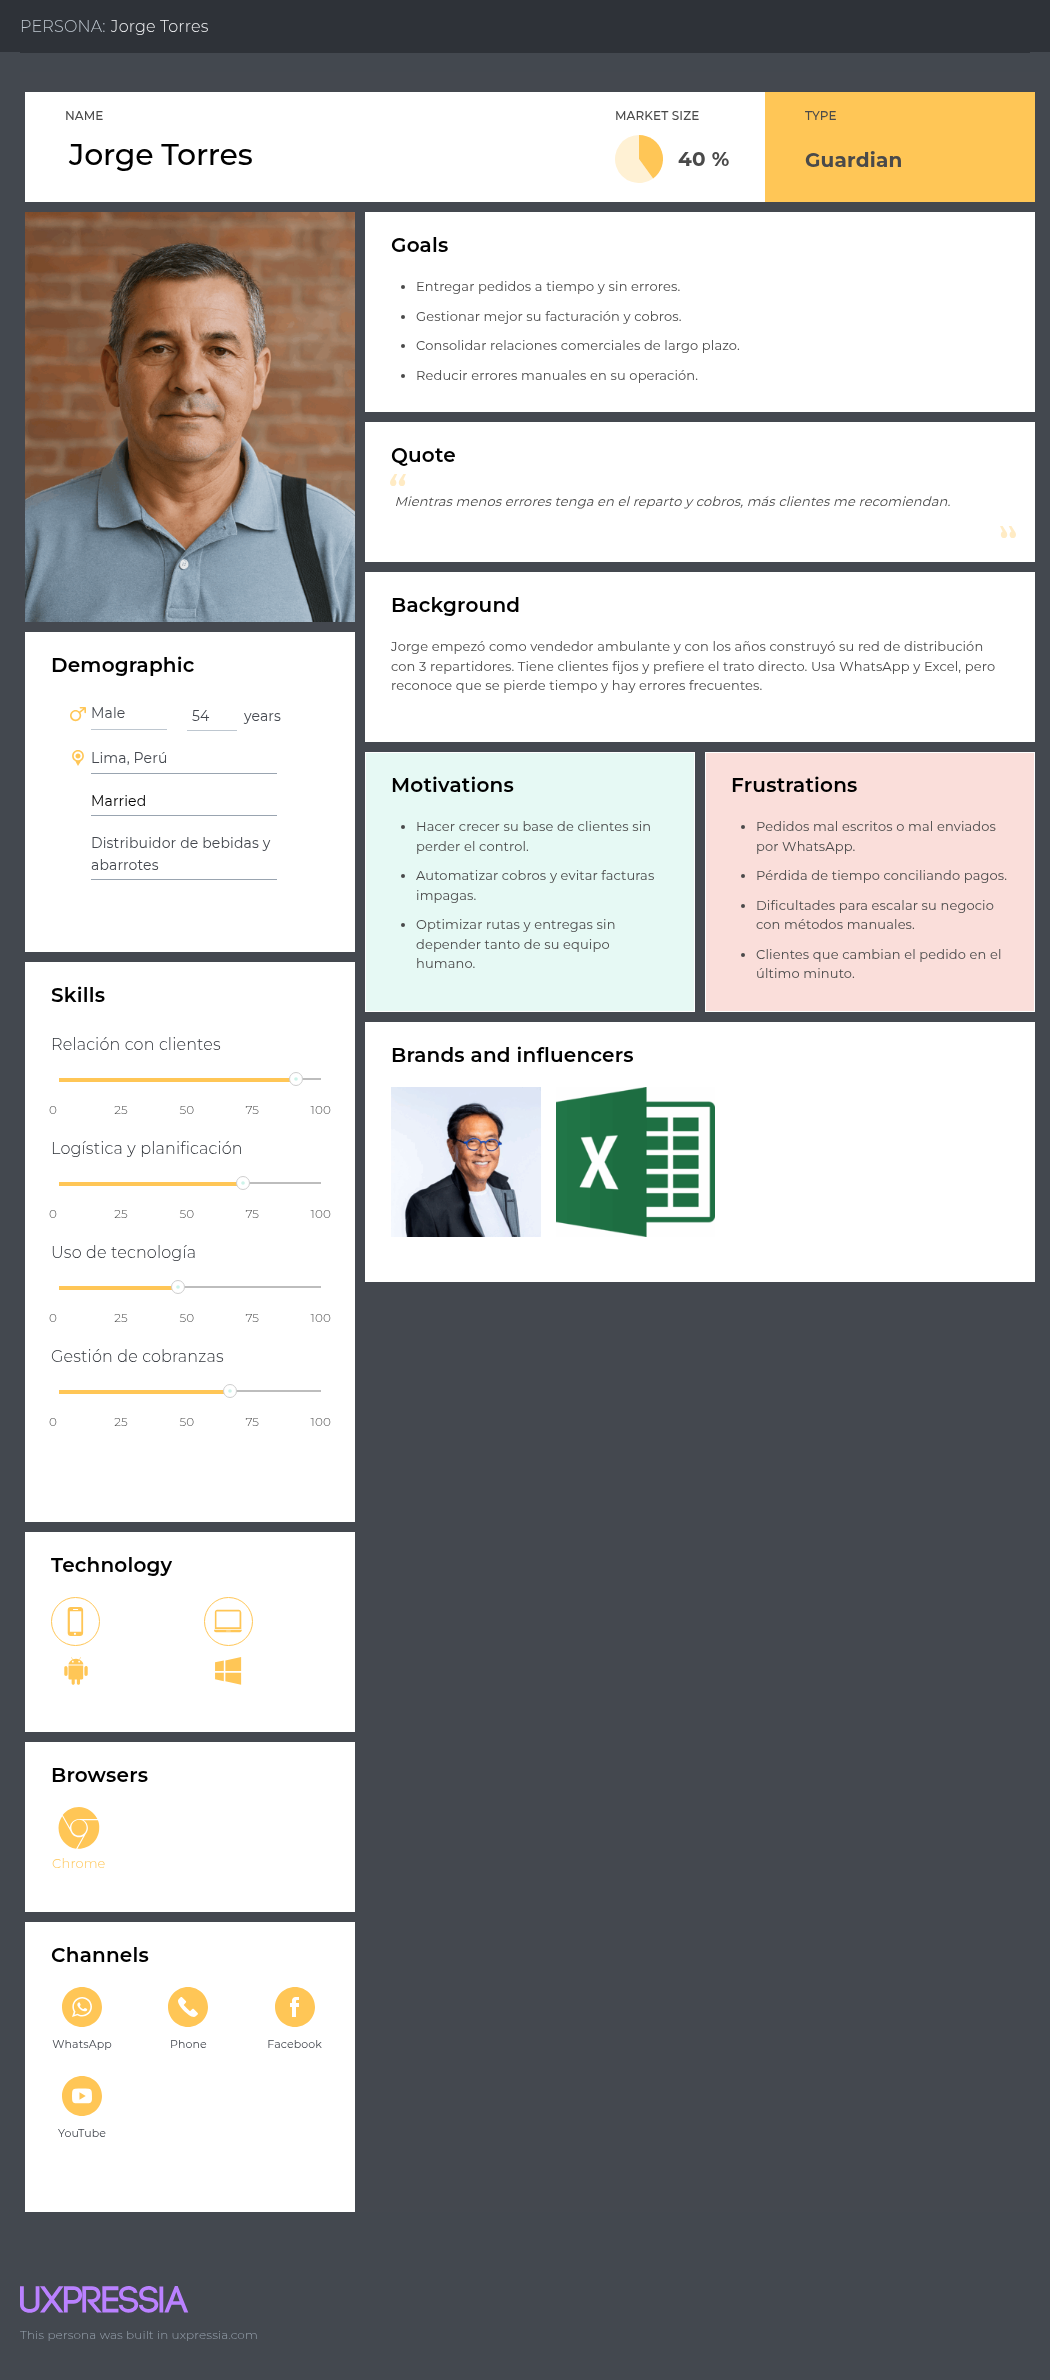 PERSONA: Jorge Torres
NAME
Jorge Torres
MARKET SIZE
40 %
TYPE
Guardian
Goals
Entregar pedidos a tiempo y sin errores.
Gestionar mejor su facturación y cobros.
Consolidar relaciones comerciales de largo plazo.
Reducir errores manuales en su operación.
Quote
“
Mientras menos errores tenga en el reparto y cobros, más clientes me recomiendan.
”
Background
Jorge empezó como vendedor ambulante y con los años construyó su red de distribución
con 3 repartidores. Tiene clientes fijos y prefiere el trato directo. Usa WhatsApp y Excel, pero
reconoce que se pierde tiempo y hay errores frecuentes.
Demographic
Male 54 years
Lima, Perú
Married
Distribuidor de bebidas y
abarrotes
Motivations
Hacer crecer su base de clientes sin
perder el control.
Automatizar cobros y evitar facturas
impagas.
Optimizar rutas y entregas sin
depender tanto de su equipo
humano.
Frustrations
Pedidos mal escritos o mal enviados
por WhatsApp.
Pérdida de tiempo conciliando pagos.
Dificultades para escalar su negocio
con métodos manuales.
Clientes que cambian el pedido en el
último minuto.
Skills
Relación con clientes
0 25 50 75 100
Logística y planificación
0 25 50 75 100
Uso de tecnología
0 25 50 75 100
Gestión de cobranzas
0 25 50 75 100
Brands and influencers
X
Technology
Browsers
Chrome
Channels
WhatsApp Phone Facebook
YouTube
UXPRESSIA
This persona was built in uxpressia.com